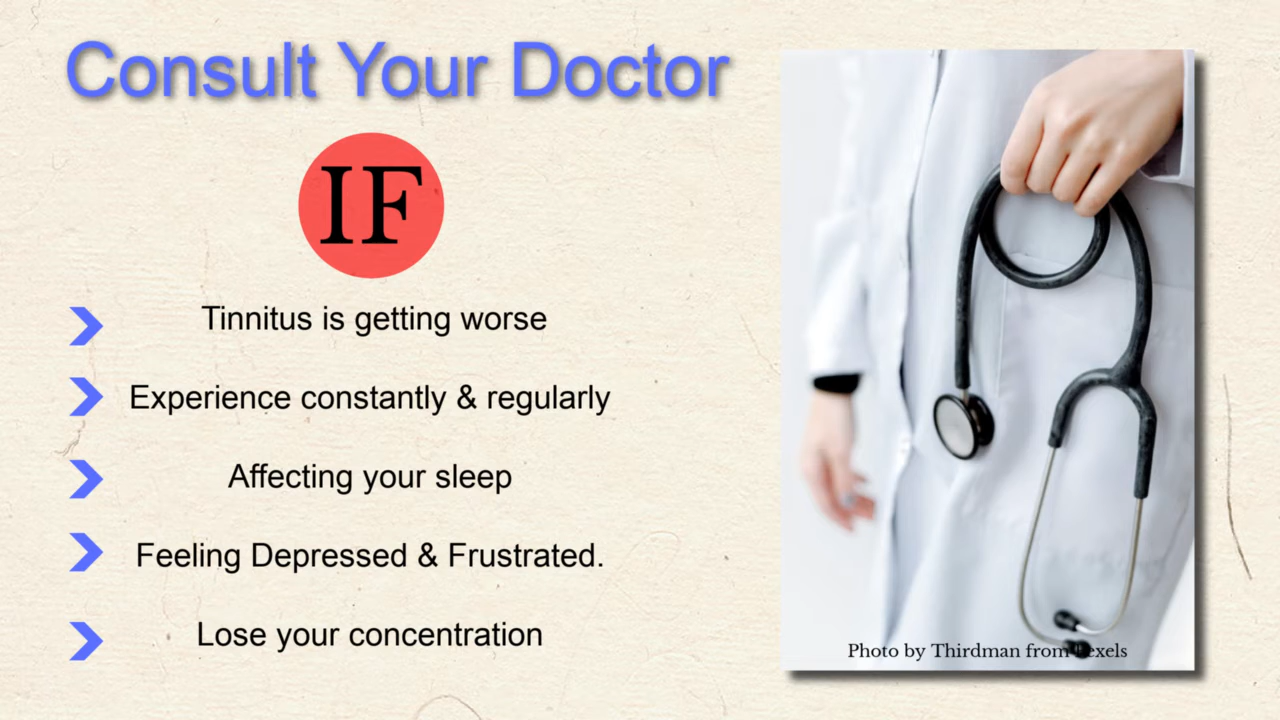 Consult Your Doctor
IF
Tinnitus is getting worse
Experience constantly & regularly
Affecting your sleep
Feeling Depressed & Frustrated.
Lose your concentration
Photo by Thirdman from Pexels